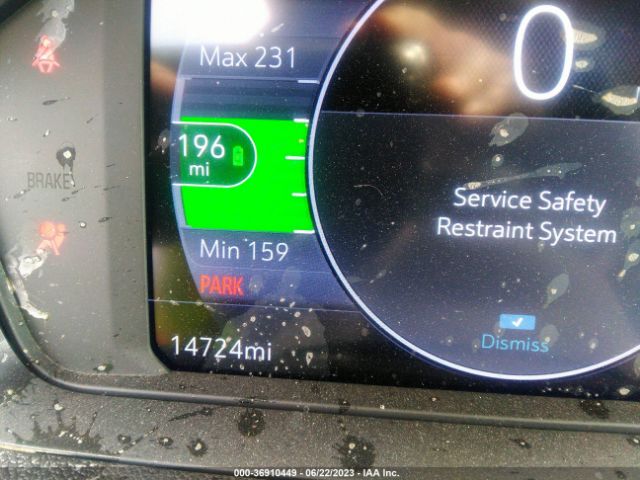 Max 231
0
196
mi
BRAKE
Service Safety
Restraint System
Min 159
PARK
Dismiss
14724mi
000-36910449 - 06/22/2023 - IAA Inc.